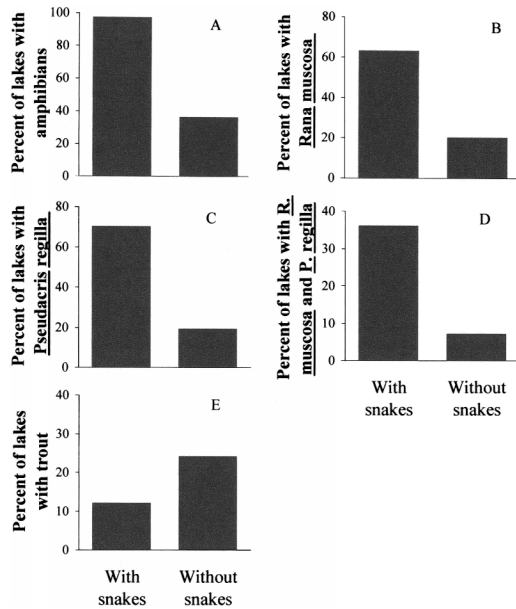 Percent of lakes with
amphibians
100
80
60
40
20
0
A
Percent of lakes with
Rana muscosa
80
60
40
20
0
B
Percent of lakes with
Pseudacris regilla
80
60
40
20
0
C
Percent of lakes with R.
muscosa and P. regilla
40
30
20
10
0
D
With
snakes
Without
snakes
Percent of lakes
with trout
40
30
20
10
0
E
With
snakes
Without
snakes